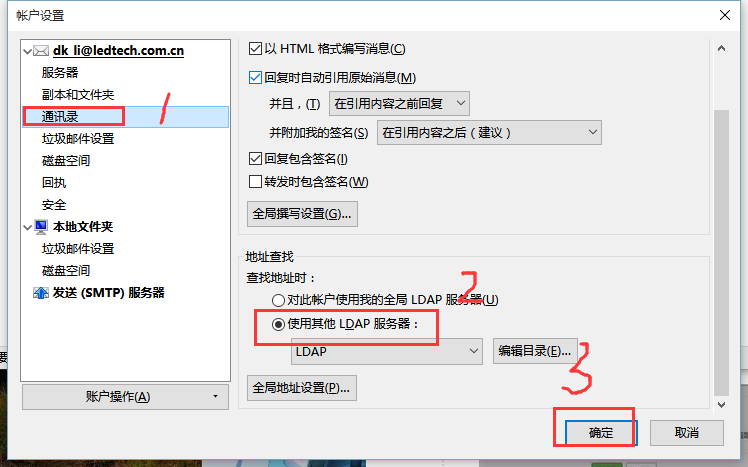 帐户设置
dk_li@ledtech.com.cn
服务器
副本和文件夹
通讯录
垃圾邮件设置
磁盘空间
回执
安全
本地文件夹
垃圾邮件设置
磁盘空间
发送 (SMTP) 服务器
账户操作(A)
以 HTML 格式编写消息(C)
回复时自动引用原始消息(M)
并且，(T) 在引用内容之前回复
并附加我的签名(S) 在引用内容之后（建议）
回复包含签名(I)
转发时包含签名(W)
全局撰写设置(G)...
地址查找
查找地址时：
对此帐户使用我的全局 LDAP 服务器(U)
使用其他 LDAP 服务器：
LDAP 编辑目录(E)...
全局地址设置(P)...
确定 取消
1
2
3
要